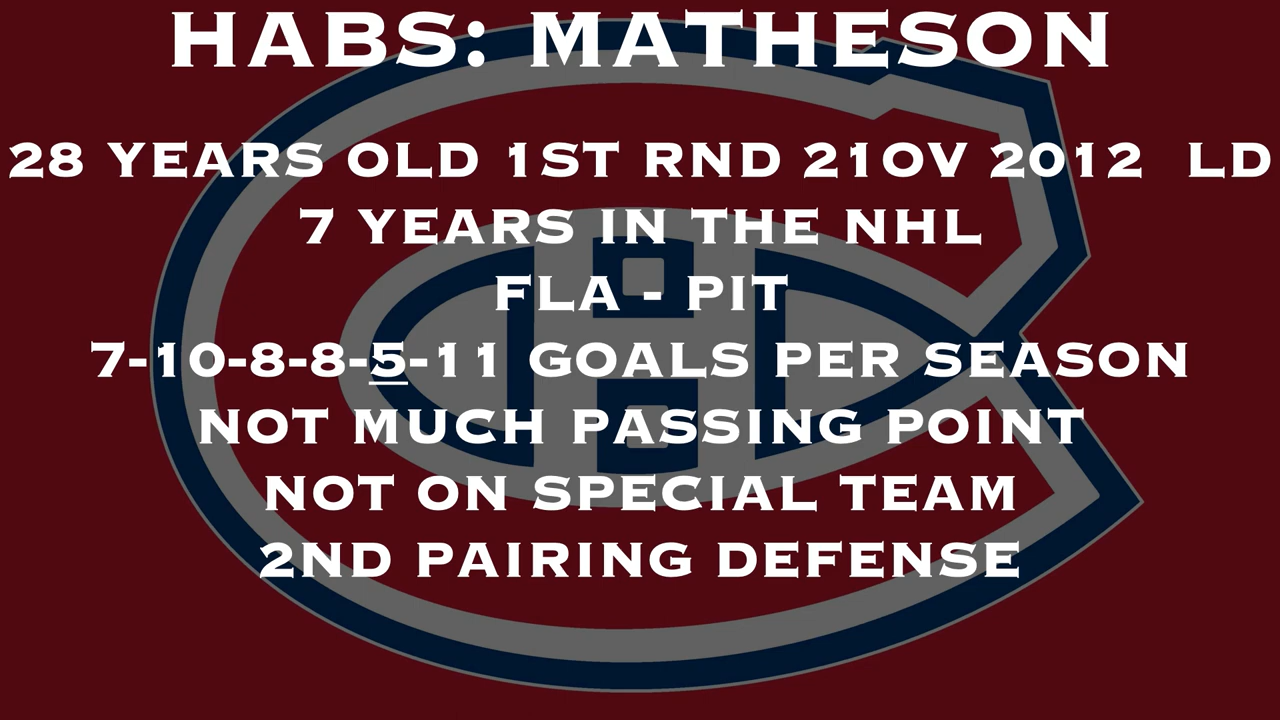 HABS: MATHESON
28 YEARS OLD 1ST RND 21OV 2012 LD
7 YEARS IN THE NHL
FLA - PIT
7-10-8-8-5-11 GOALS PER SEASON
NOT MUCH PASSING POINT
NOT ON SPECIAL TEAM
2ND PAIRING DEFENSE